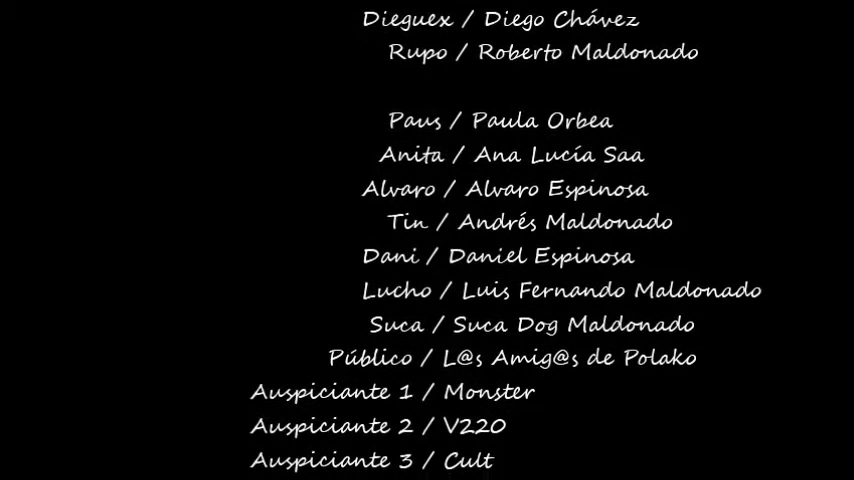 Dieguex / Diego Chávez
Rupo / Roberto Maldonado
Paus / Paula Orbea
Anita / Ana Lucía Saa
Alvaro / Alvaro Espinosa
Tin / Andrés Maldonado
Dani / Daniel Espinosa
Lucho / Luis Fernando Maldonado
Suca / Suca Dog Maldonado
Público / L@s Amig@s de Polako
Auspiciante 1 / Monster
Auspiciante 2 / V220
Auspiciante 3 / Cult